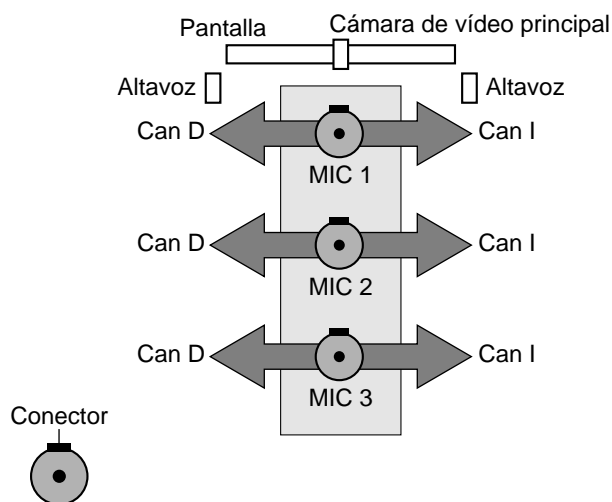 Pantalla
Cámara de vídeo principal
Altavoz
Altavoz
Can D
Can I
MIC 1
Can D
Can I
MIC 2
Can D
Can I
MIC 3
Conector